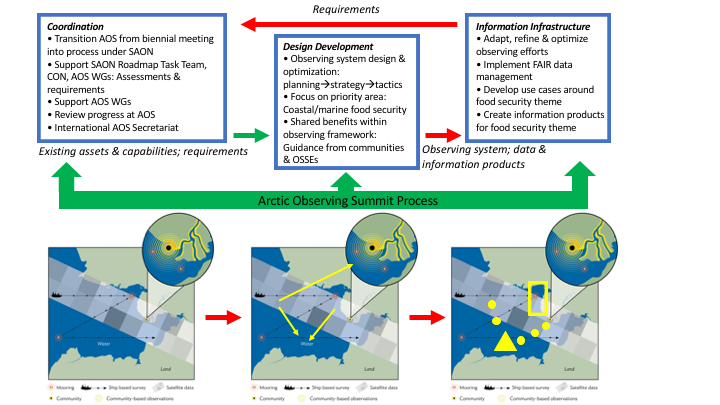 Requirements
Coordination
• Transition AOS from biennial meeting
into process under SAON
• Support SAON Roadmap Task Team,
CON, AOS WGs: Assessments &
requirements
• Support AOS WGs
• Review progress at AOS
• International AOS Secretariat
Design Development
• Observing system design &
optimization:
planning→strategy→tactics
• Focus on priority area:
Coastal/marine food security
• Shared benefits within
observing framework:
Guidance from communities
& OSSEs
Information Infrastructure
• Adapt, refine & optimize
observing efforts
• Implement FAIR data
management
• Develop use cases around
food security theme
• Create information products
for food security theme
Existing assets & capabilities; requirements
Observing system; data &
information products
Arctic Observing Summit Process
Water
Land
Mooring Ship based survey Satellite data
Community Community-based observations
Water
Land
Mooring Ship based survey Satellite data
Community Community-based observations
Water
Land
Mooring Ship based survey Satellite data
Community Community-based observations